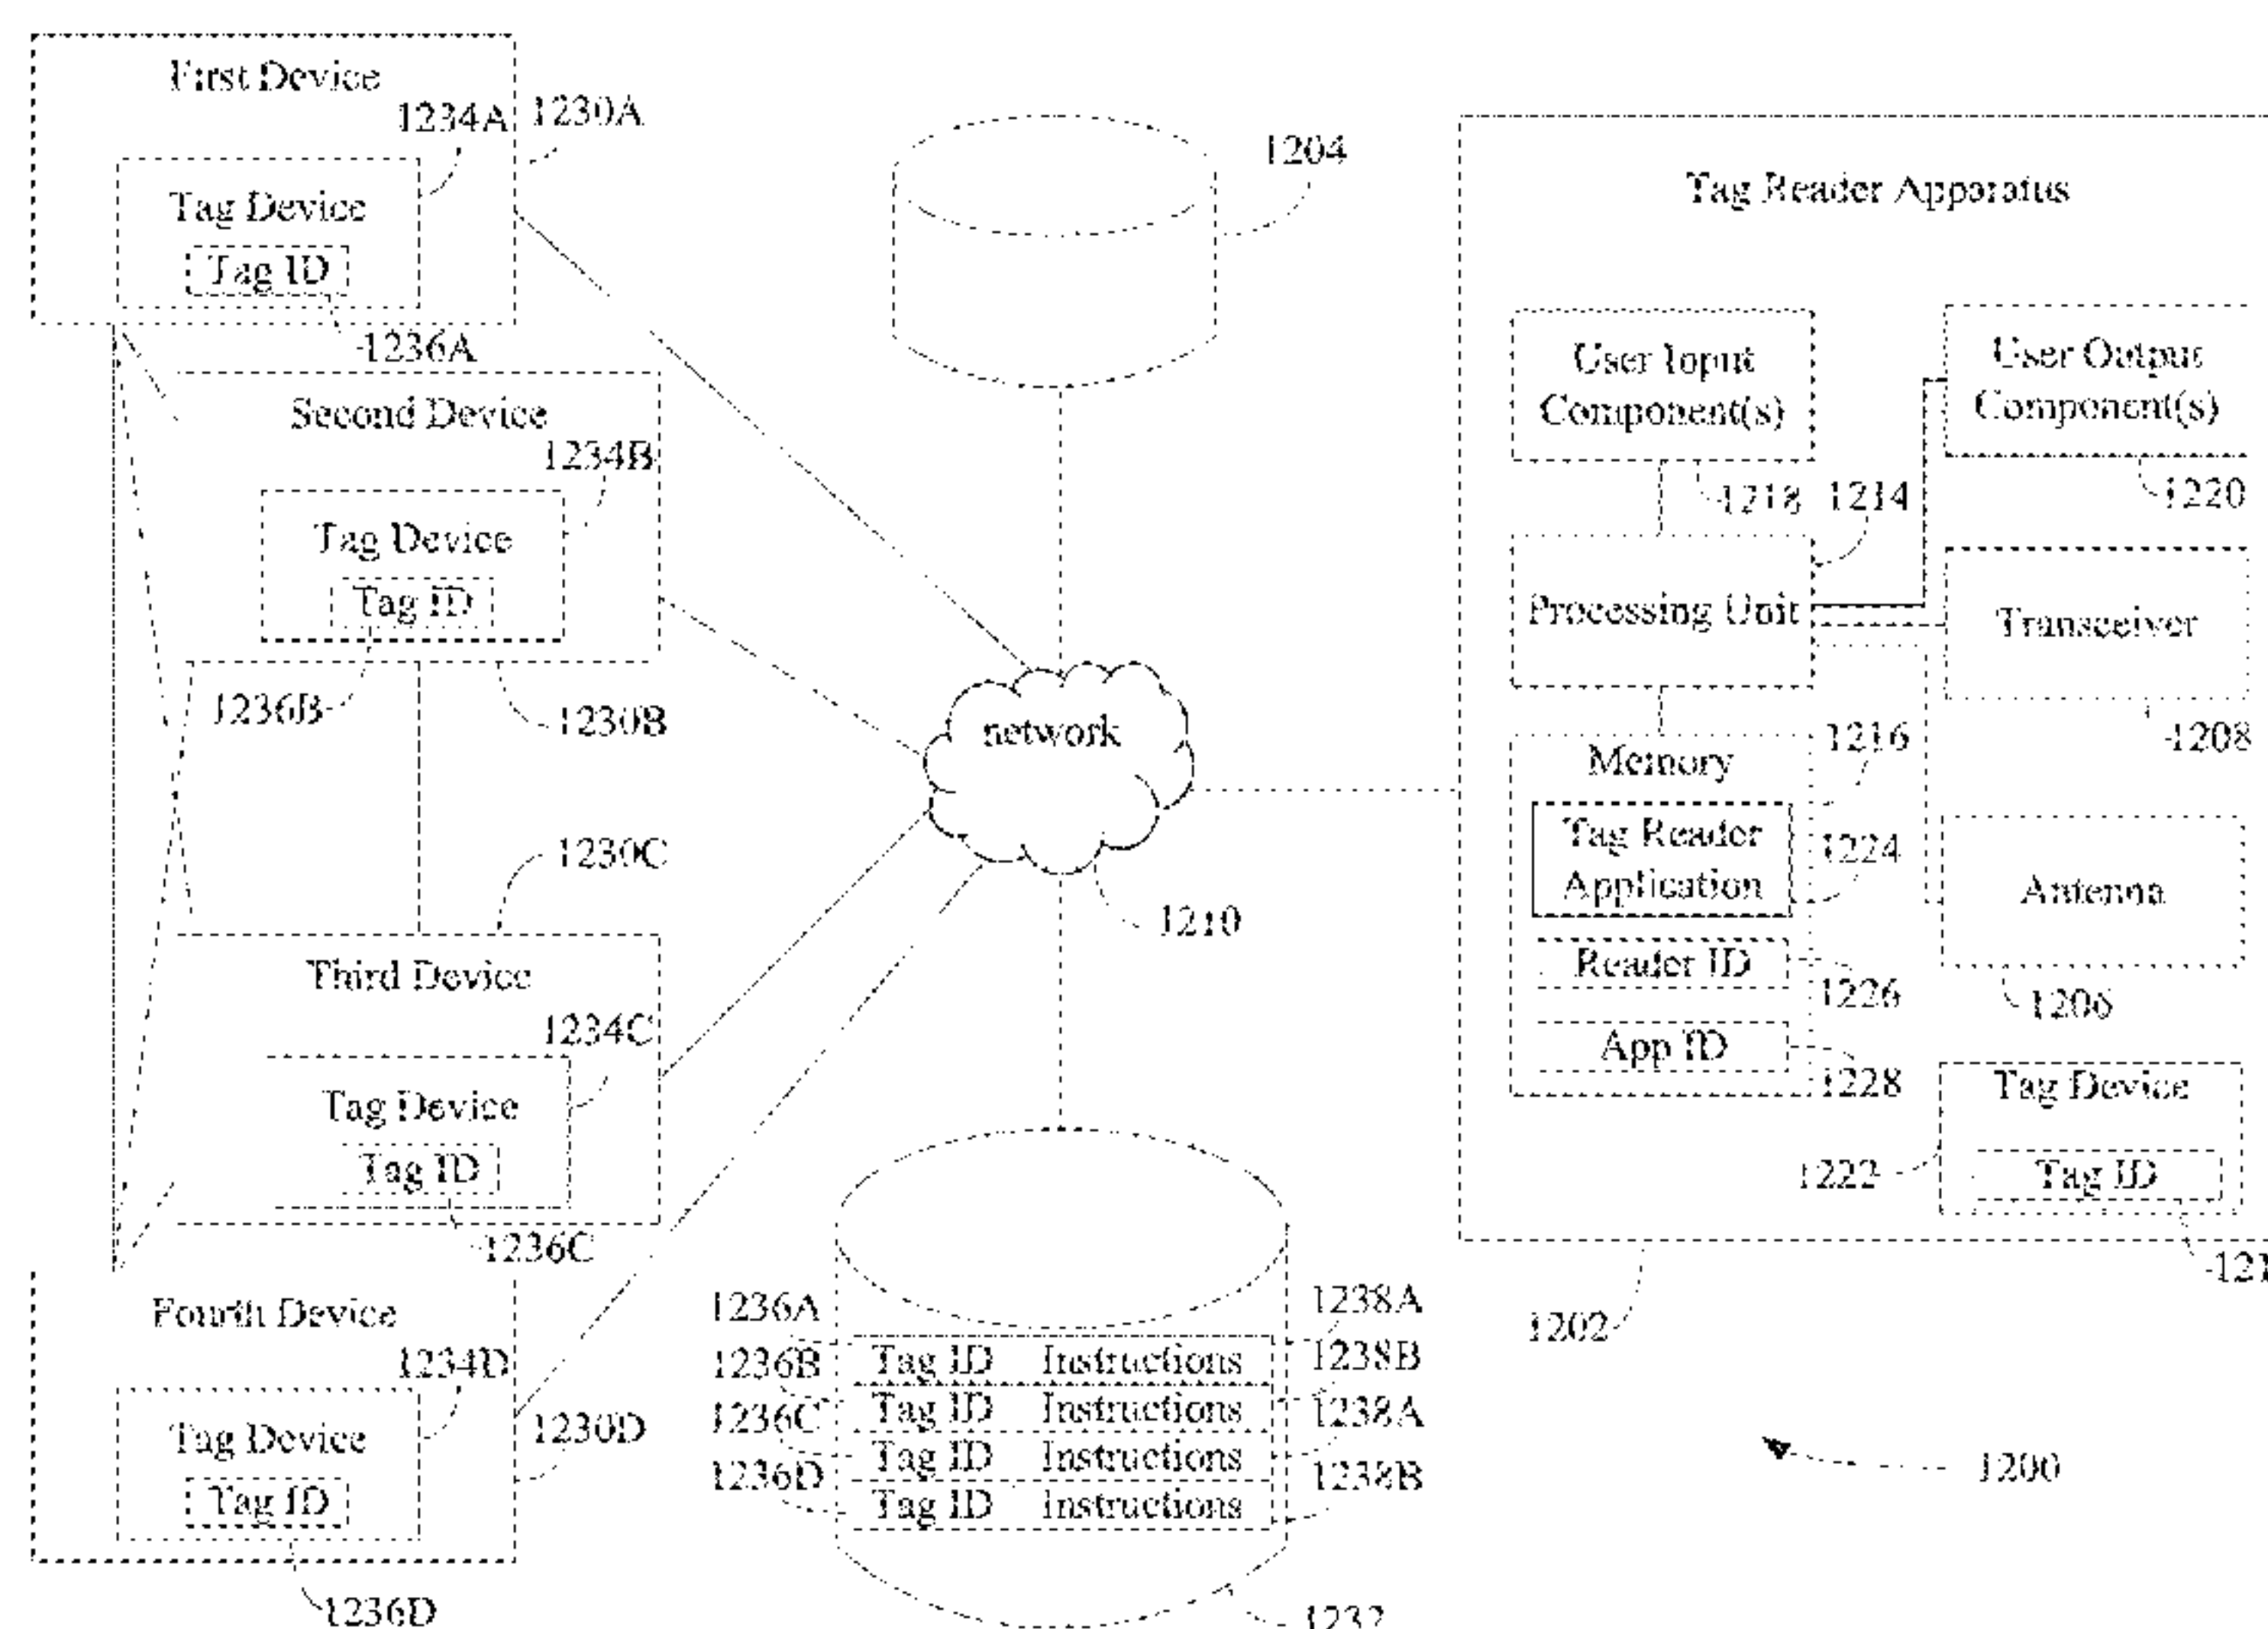 First Device
1234A
1230A
Tag Device
Tag ID
1236A
Second Device
1234B
Tag Device
Tag ID
1236B
1230B
1230C
Third Device
1234C
Tag Device
Tag ID
1236C
Fourth Device
1234D
1230D
Tag Device
Tag ID
1236D
1204
network
1210
1236A
1236B
1236C
1236D
Tag ID Instructions
Tag ID Instructions
Tag ID Instructions
Tag ID Instructions
1238A
1238B
1238A
1238B
1232
Tag Reader Apparatus
User Input
Component(s)
1218
1214
User Output
Component(s)
1220
Processing Unit
Transceiver
1208
Memory
1216
Tag Reader
Application
1224
Reader ID
1226
App ID
1228
Antenna
1206
Tag Device
1222
Tag ID
1202
1200